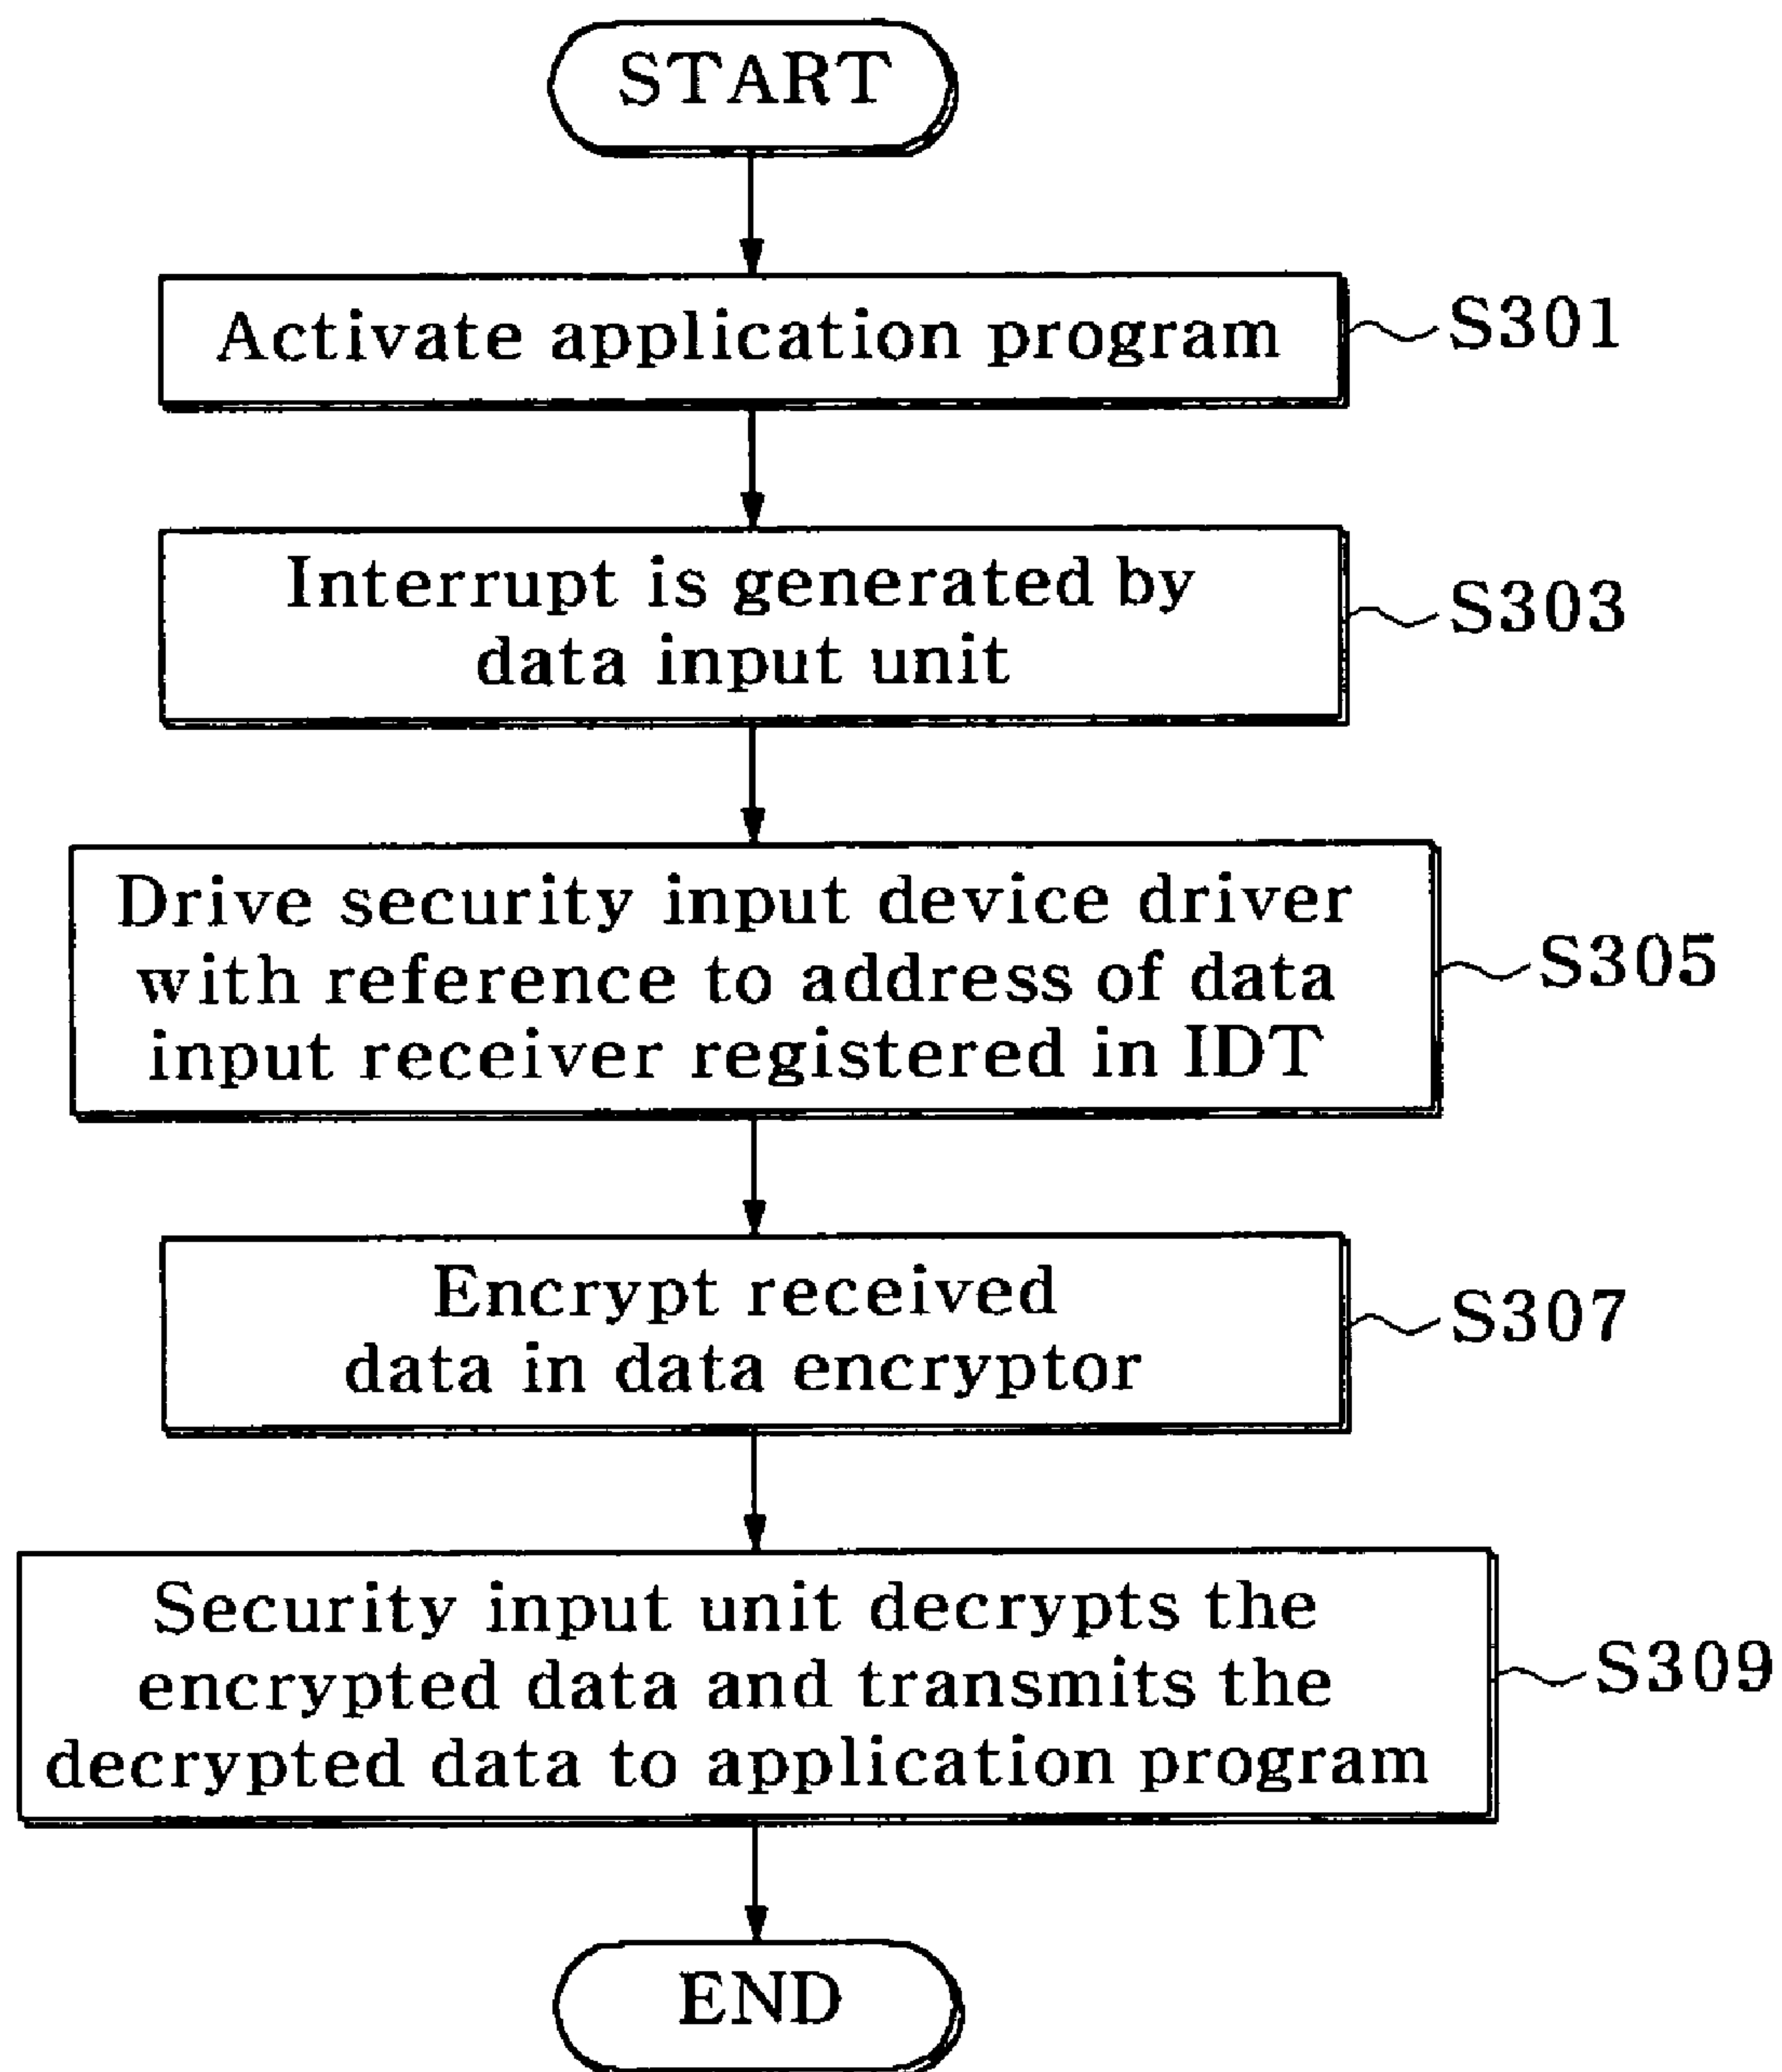 START
Activate application program
S301
Interrupt is generated by
data input unit
S303
Drive security input device driver
with reference to address of data
input receiver registered in IDT
S305
Encrypt received
data in data encryptor
S307
Security input unit decrypts the
encrypted data and transmits the
decrypted data to application program
S309
END